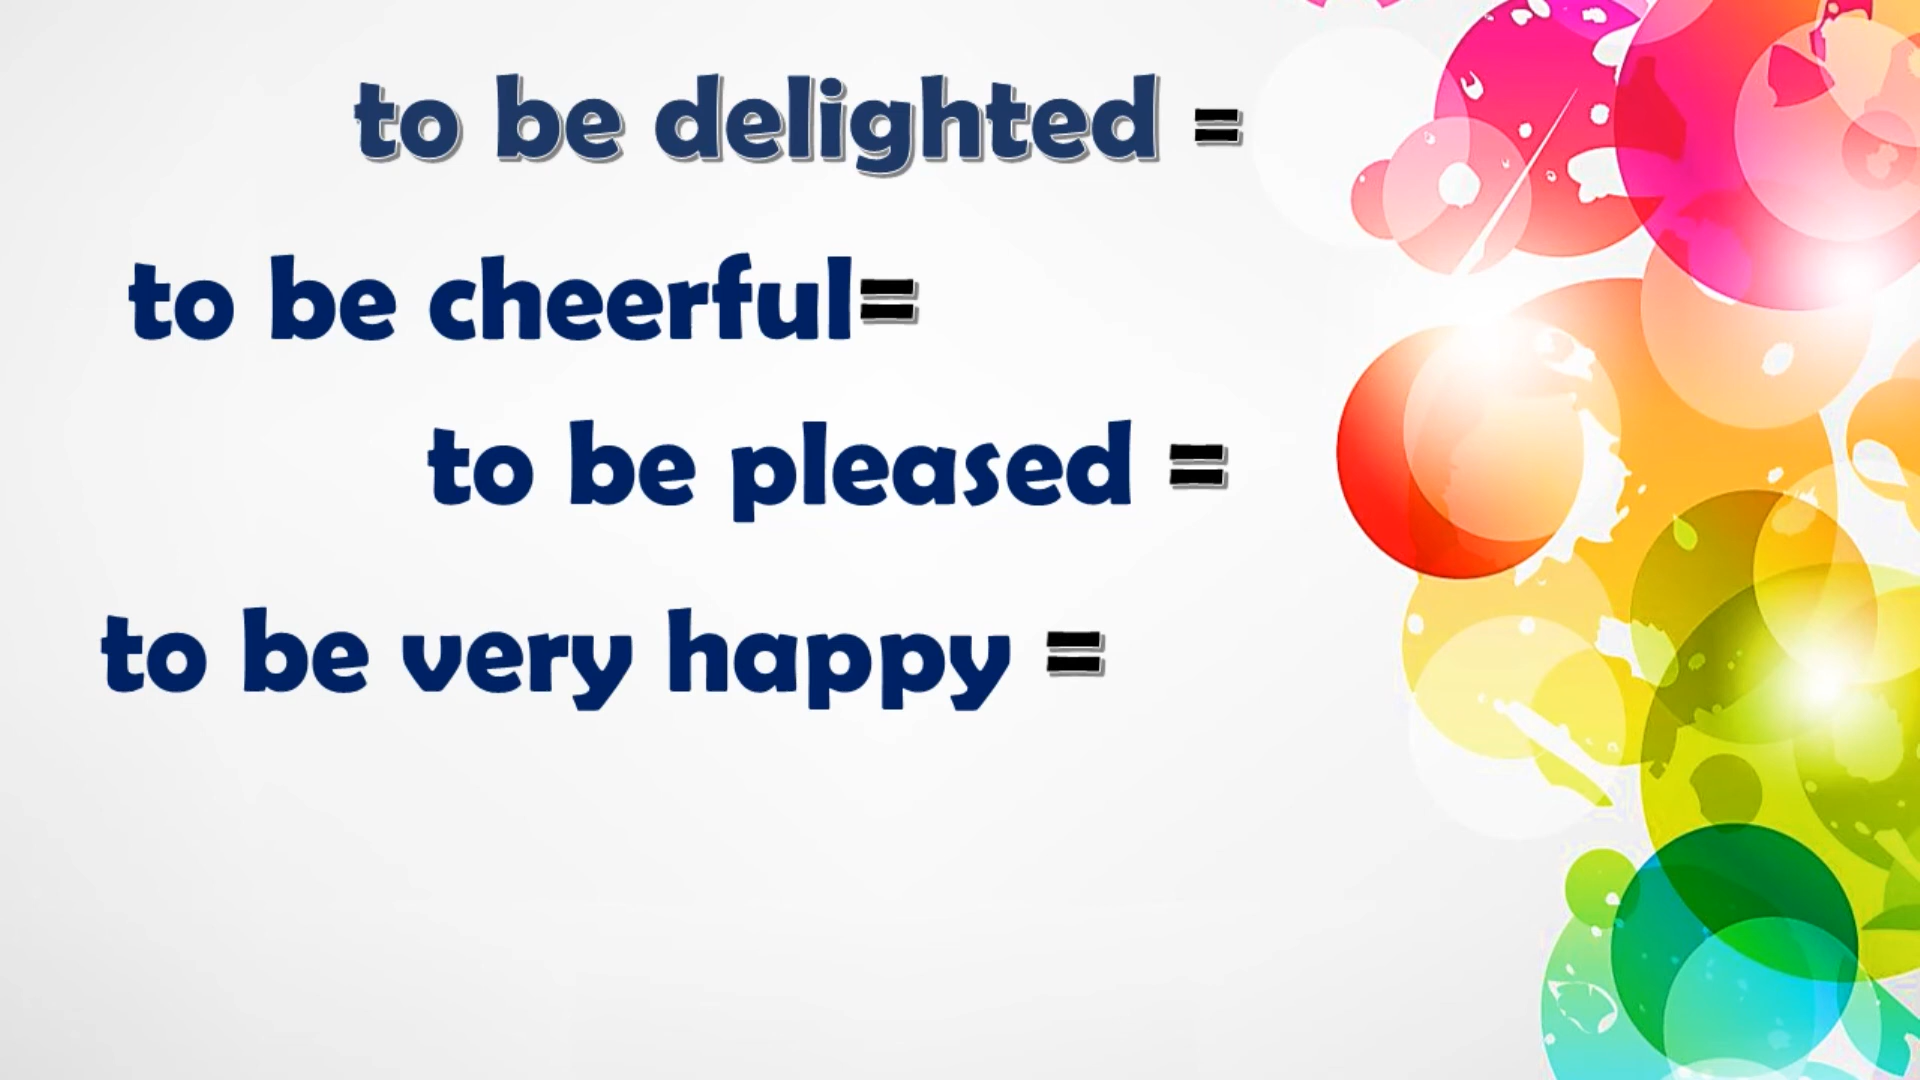 to be delighted =
to be cheerful=
to be pleased =
to be very happy =